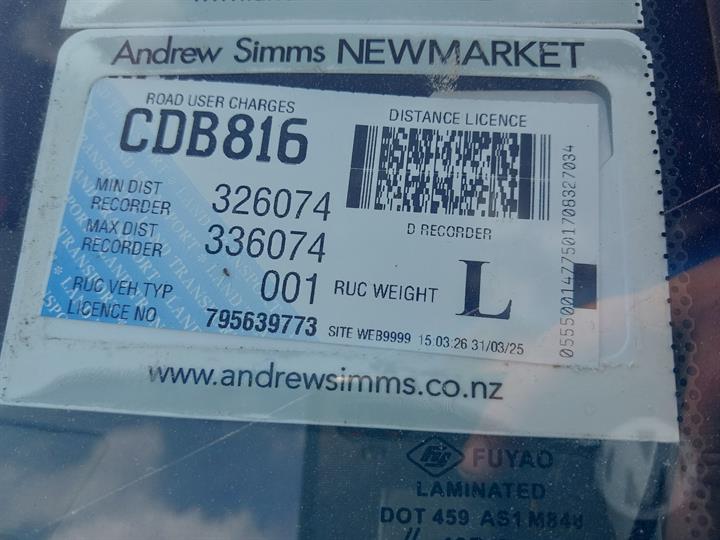 Andrew Simms NEWMARKET
ROAD USER CHARGES
CDB816
DISTANCE LICENCE
MIN DIST
RECORDER 326074
MAX DIST
RECORDER 336074
D RECORDER
RUC VEH TYP 001
RUC WEIGHT L
LICENCE NO 795639773
SITE WEB9999 15:03:26 31/03/25
0555001477501708327034
www.andrewsimms.co.nz
FUYAO
LAMINATED
DOT 459 AS1 M848